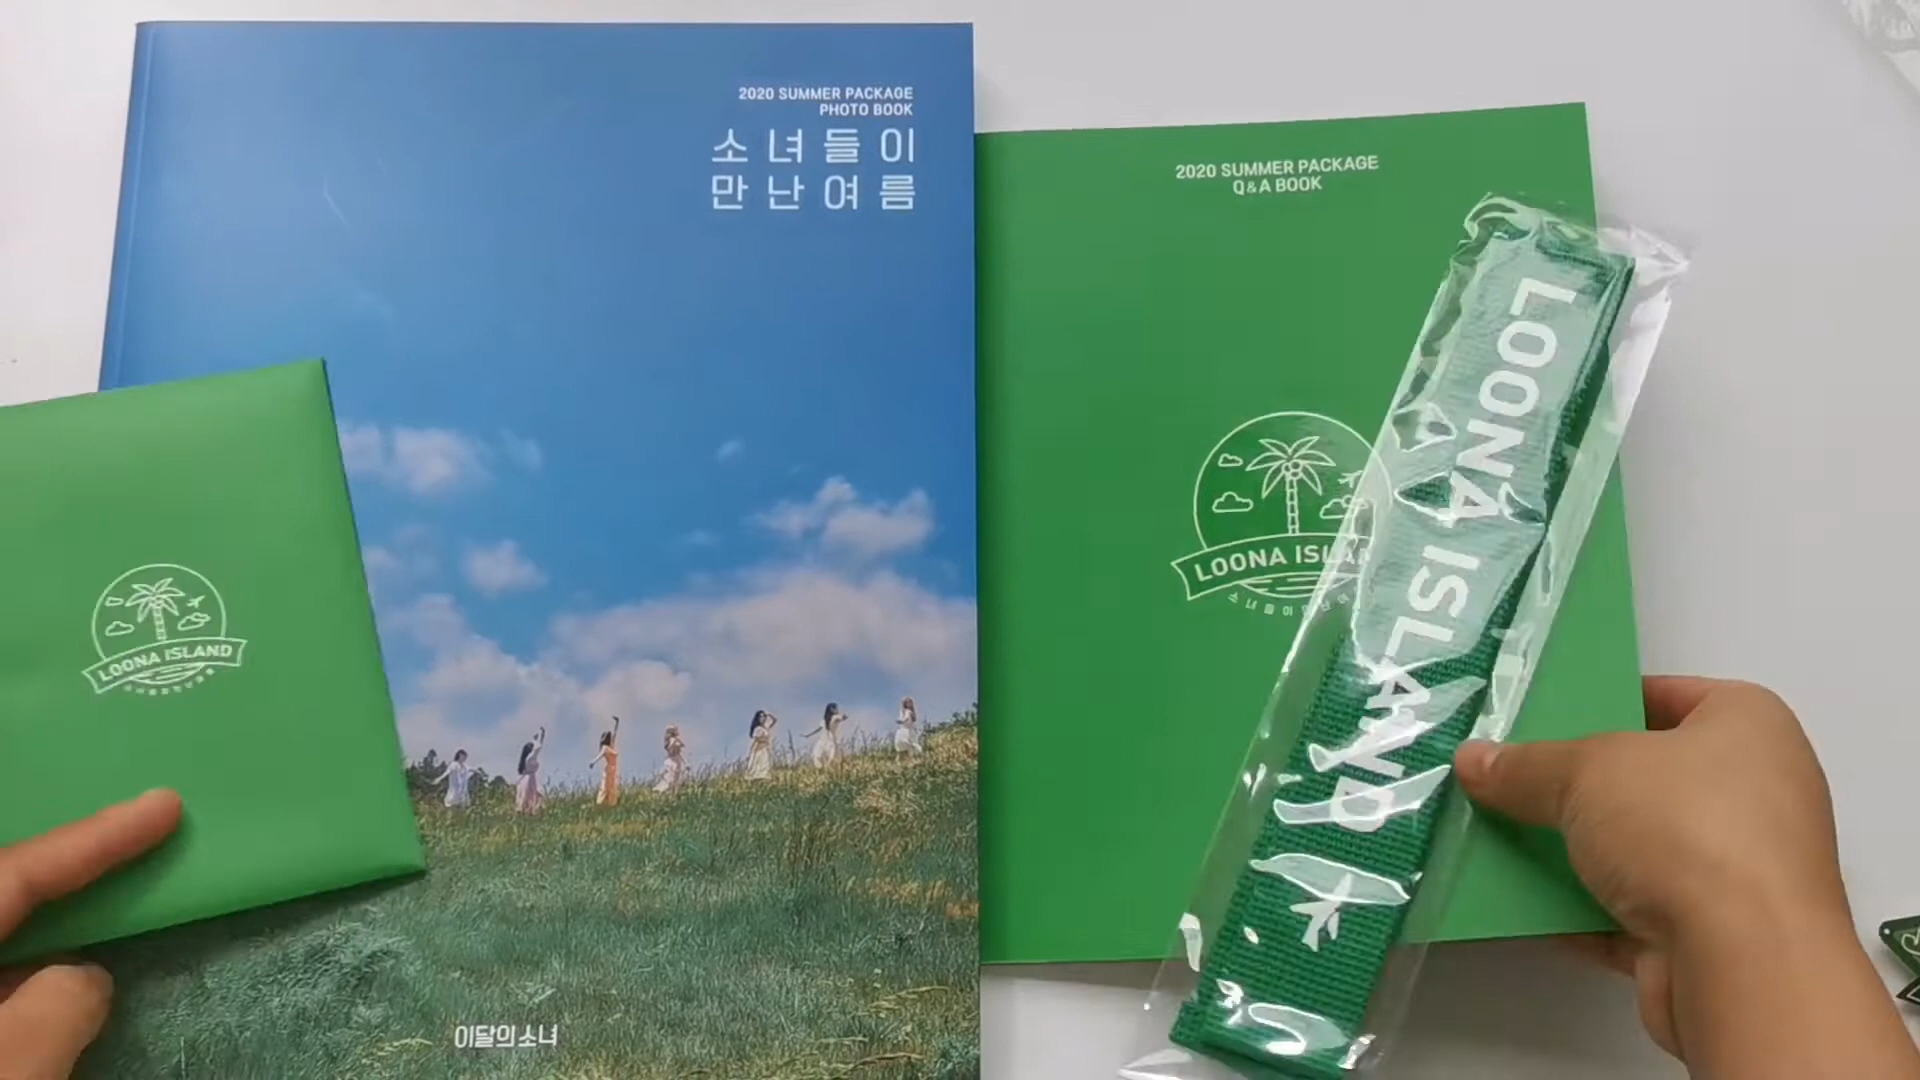 2020 SUMMER PACKAGE
PHOTO BOOK
소녀들이
만난여름
이달의소녀
LOONA ISLAND
2020 SUMMER PACKAGE
Q&A BOOK
LOONA ISLA
LOONA ISLAND